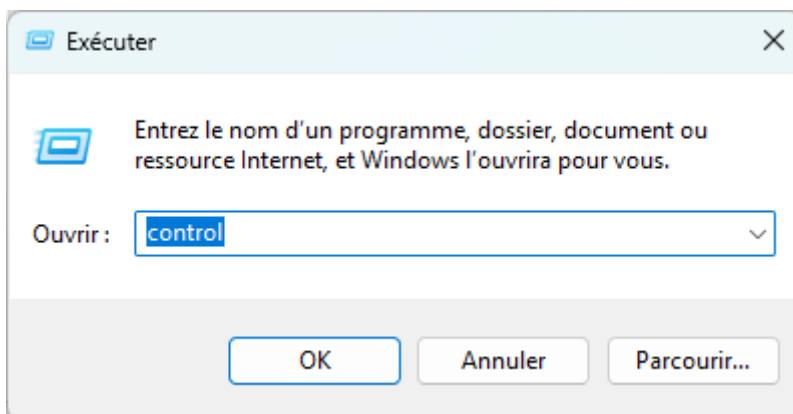 Exécuter
Entrez le nom d'un programme, dossier, document ou
ressource Internet, et Windows l'ouvrira pour vous.
Ouvrir : control
OK Annuler Parcourir...